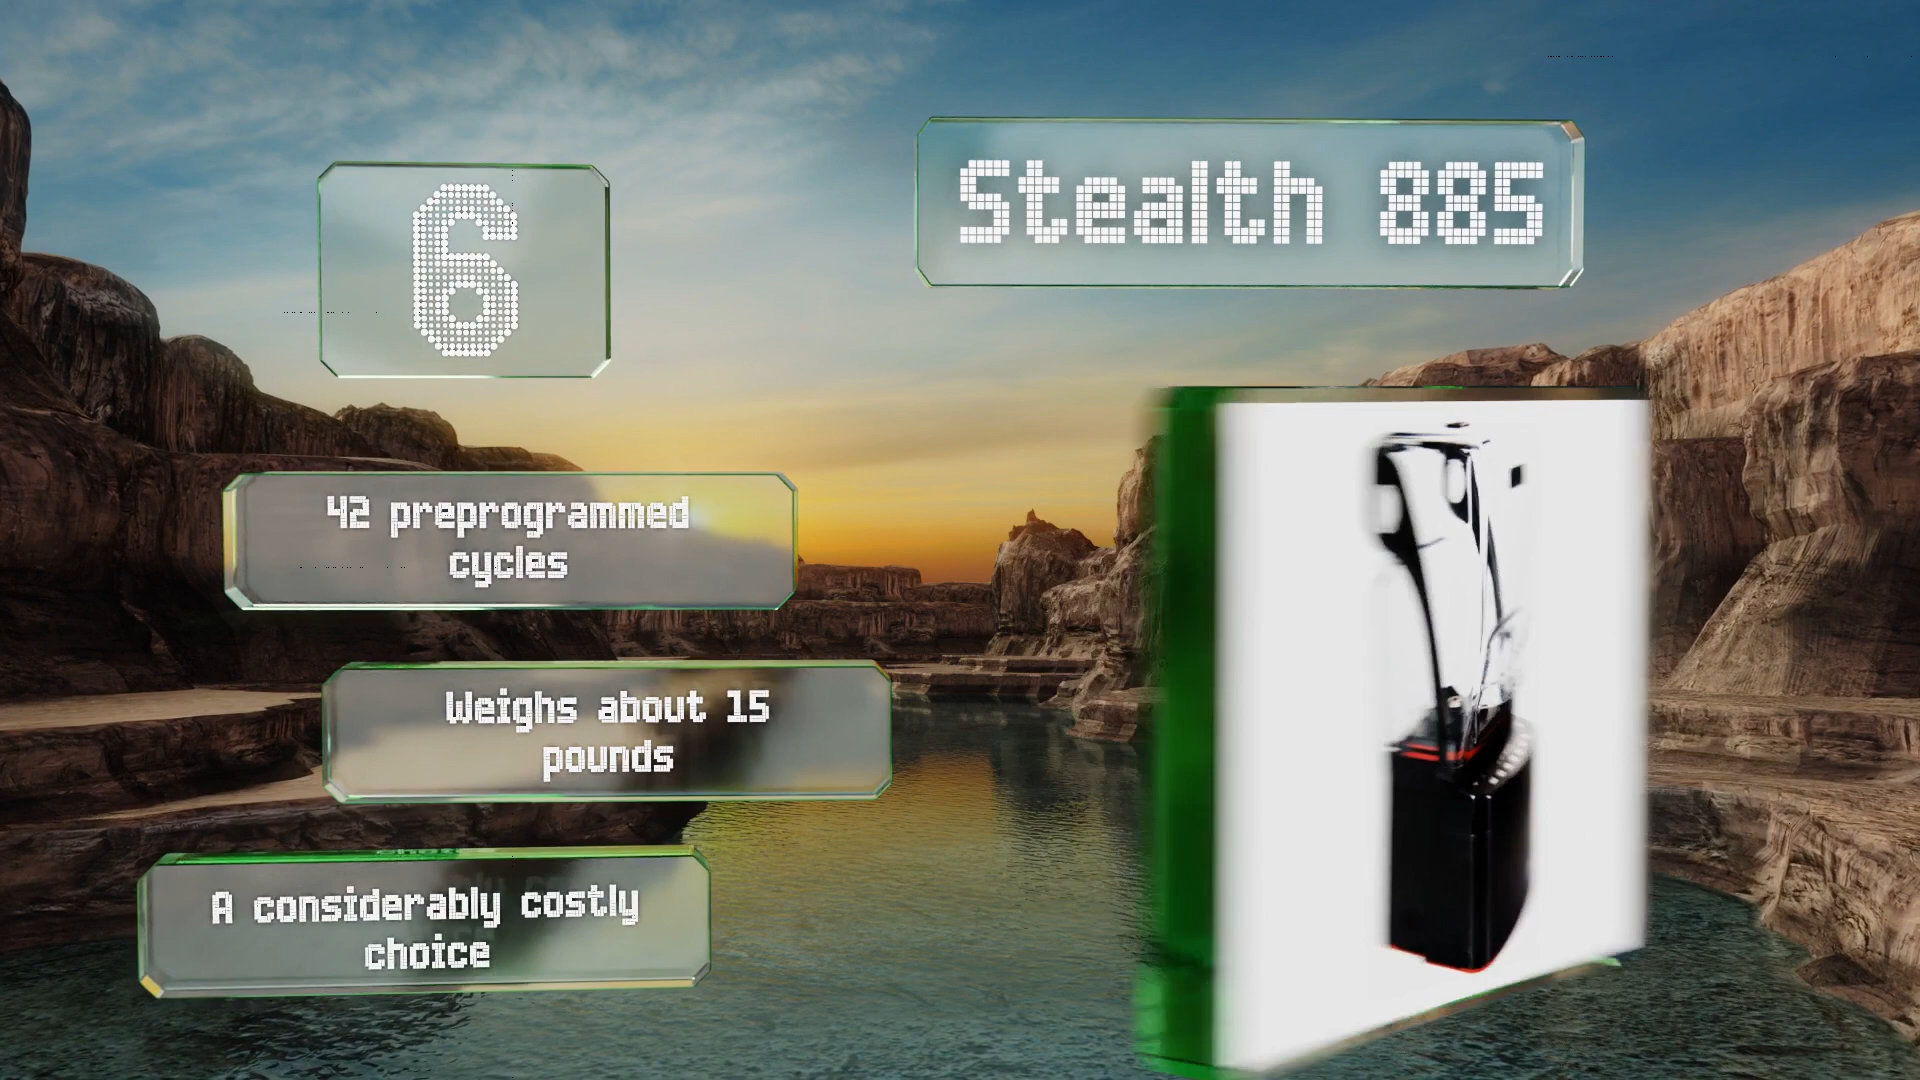 6
Stealth 885
42 preprogrammed
cycles
Weighs about 15
pounds
A considerably costly
choice